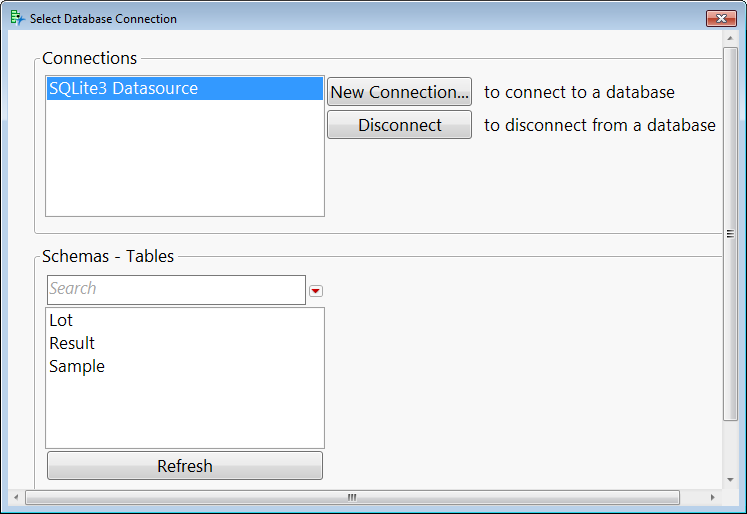 Select Database Connection
Connections
SQLite3 Datasource
New Connection... to connect to a database
Disconnect to disconnect from a database
Schemas - Tables
Search
Lot
Result
Sample
Refresh